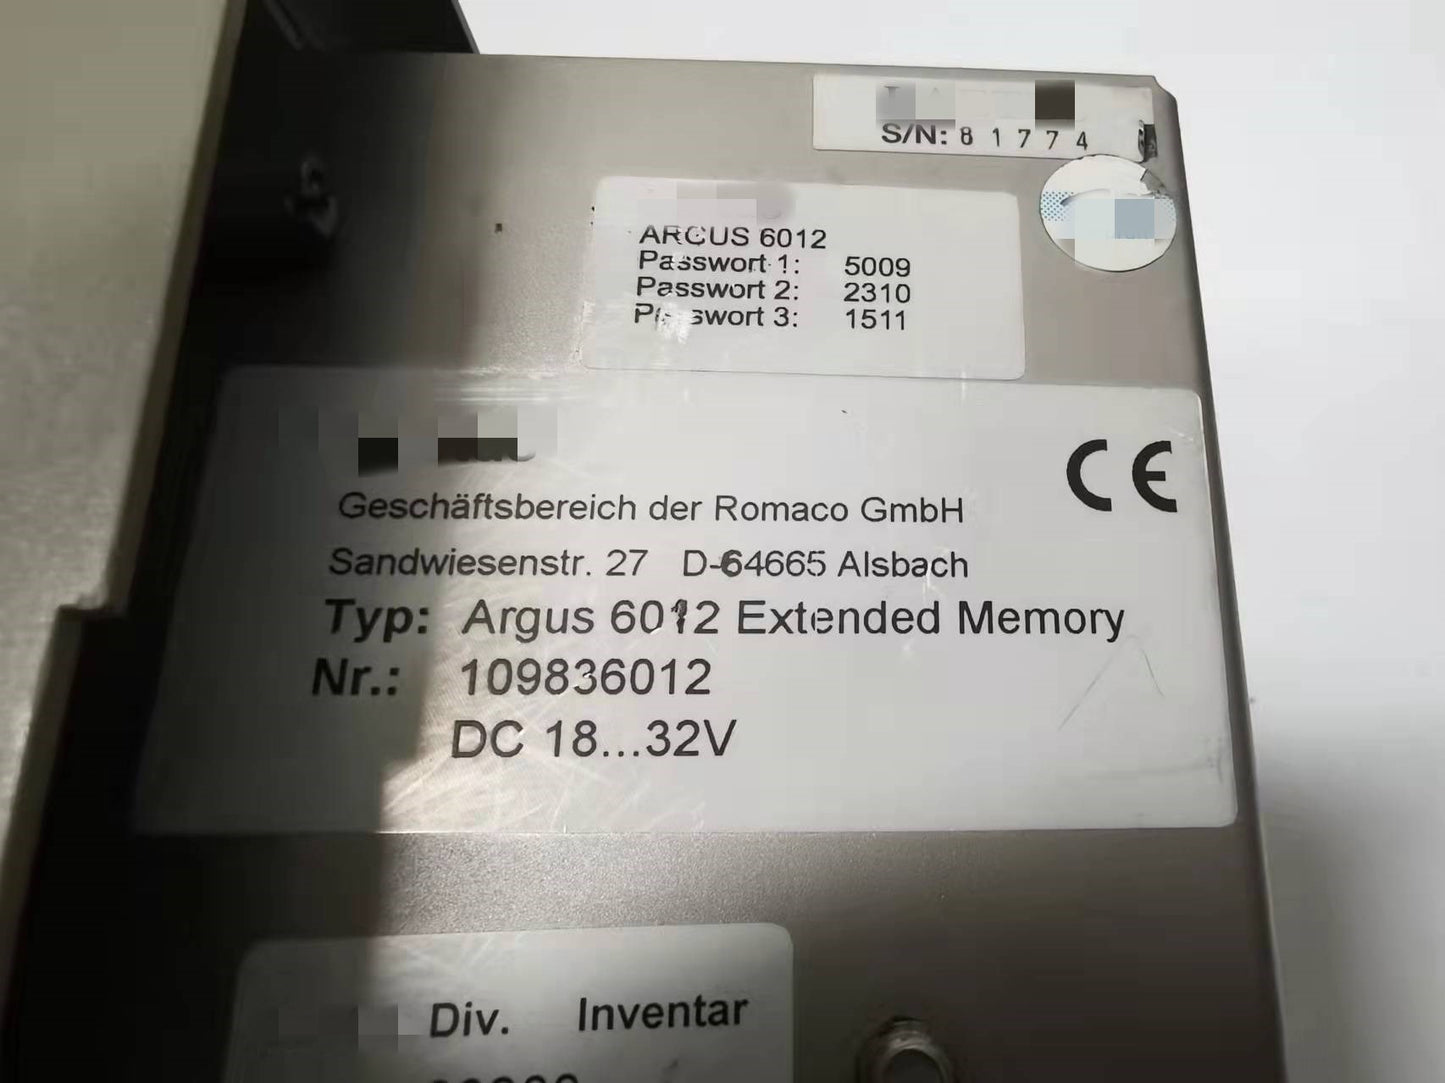 S/N: 81774
ARGUS 6012
Passwort 1: 5009
Passwort 2: 2310
Passwort 3: 1511
Geschäftsbereich der Romaco GmbH
CE
Sandwiesenstr. 27 D-64665 Alsbach
Typ: Argus 6012 Extended Memory
Nr.: 109836012
DC 18...32V
Div. Inventar